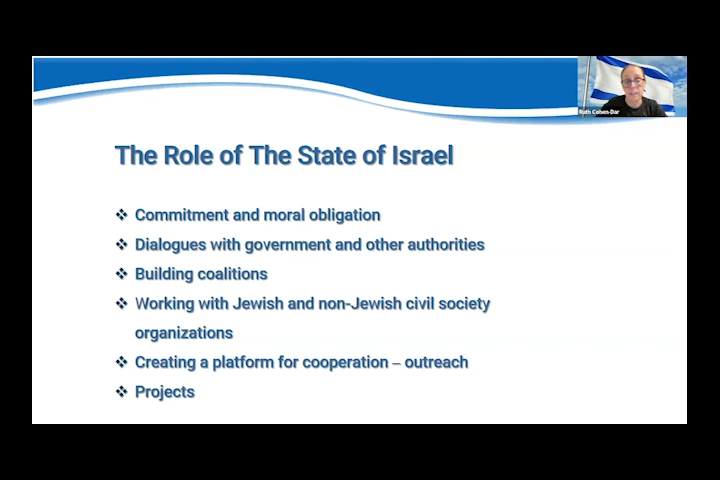 Ruth Cohen-Dar
The Role of The State of Israel
❖ Commitment and moral obligation
❖ Dialogues with government and other authorities
❖ Building coalitions
❖ Working with Jewish and non-Jewish civil society
organizations
❖ Creating a platform for cooperation – outreach
❖ Projects